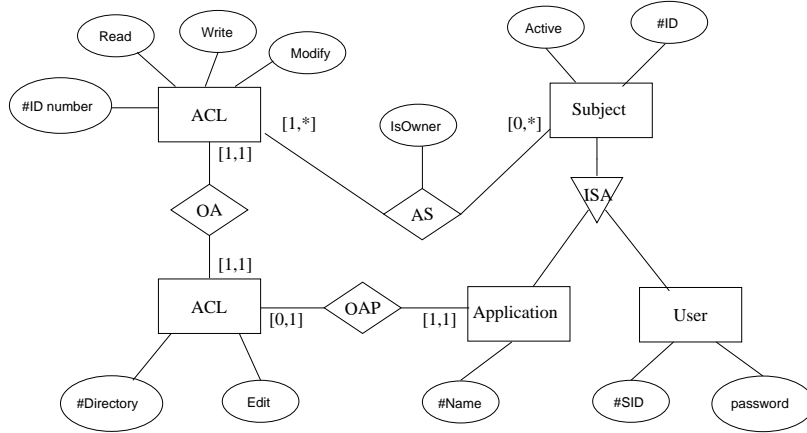 Read
Write
Modify
Active
#ID
#ID number
ACL
[1,*]
IsOwner
[0,*]
Subject
[1,1]
OA
AS
ISA
[1,1]
ACL
[0,1]
OAP
[1,1]
Application
User
#Directory
Edit
#Name
#SID
password